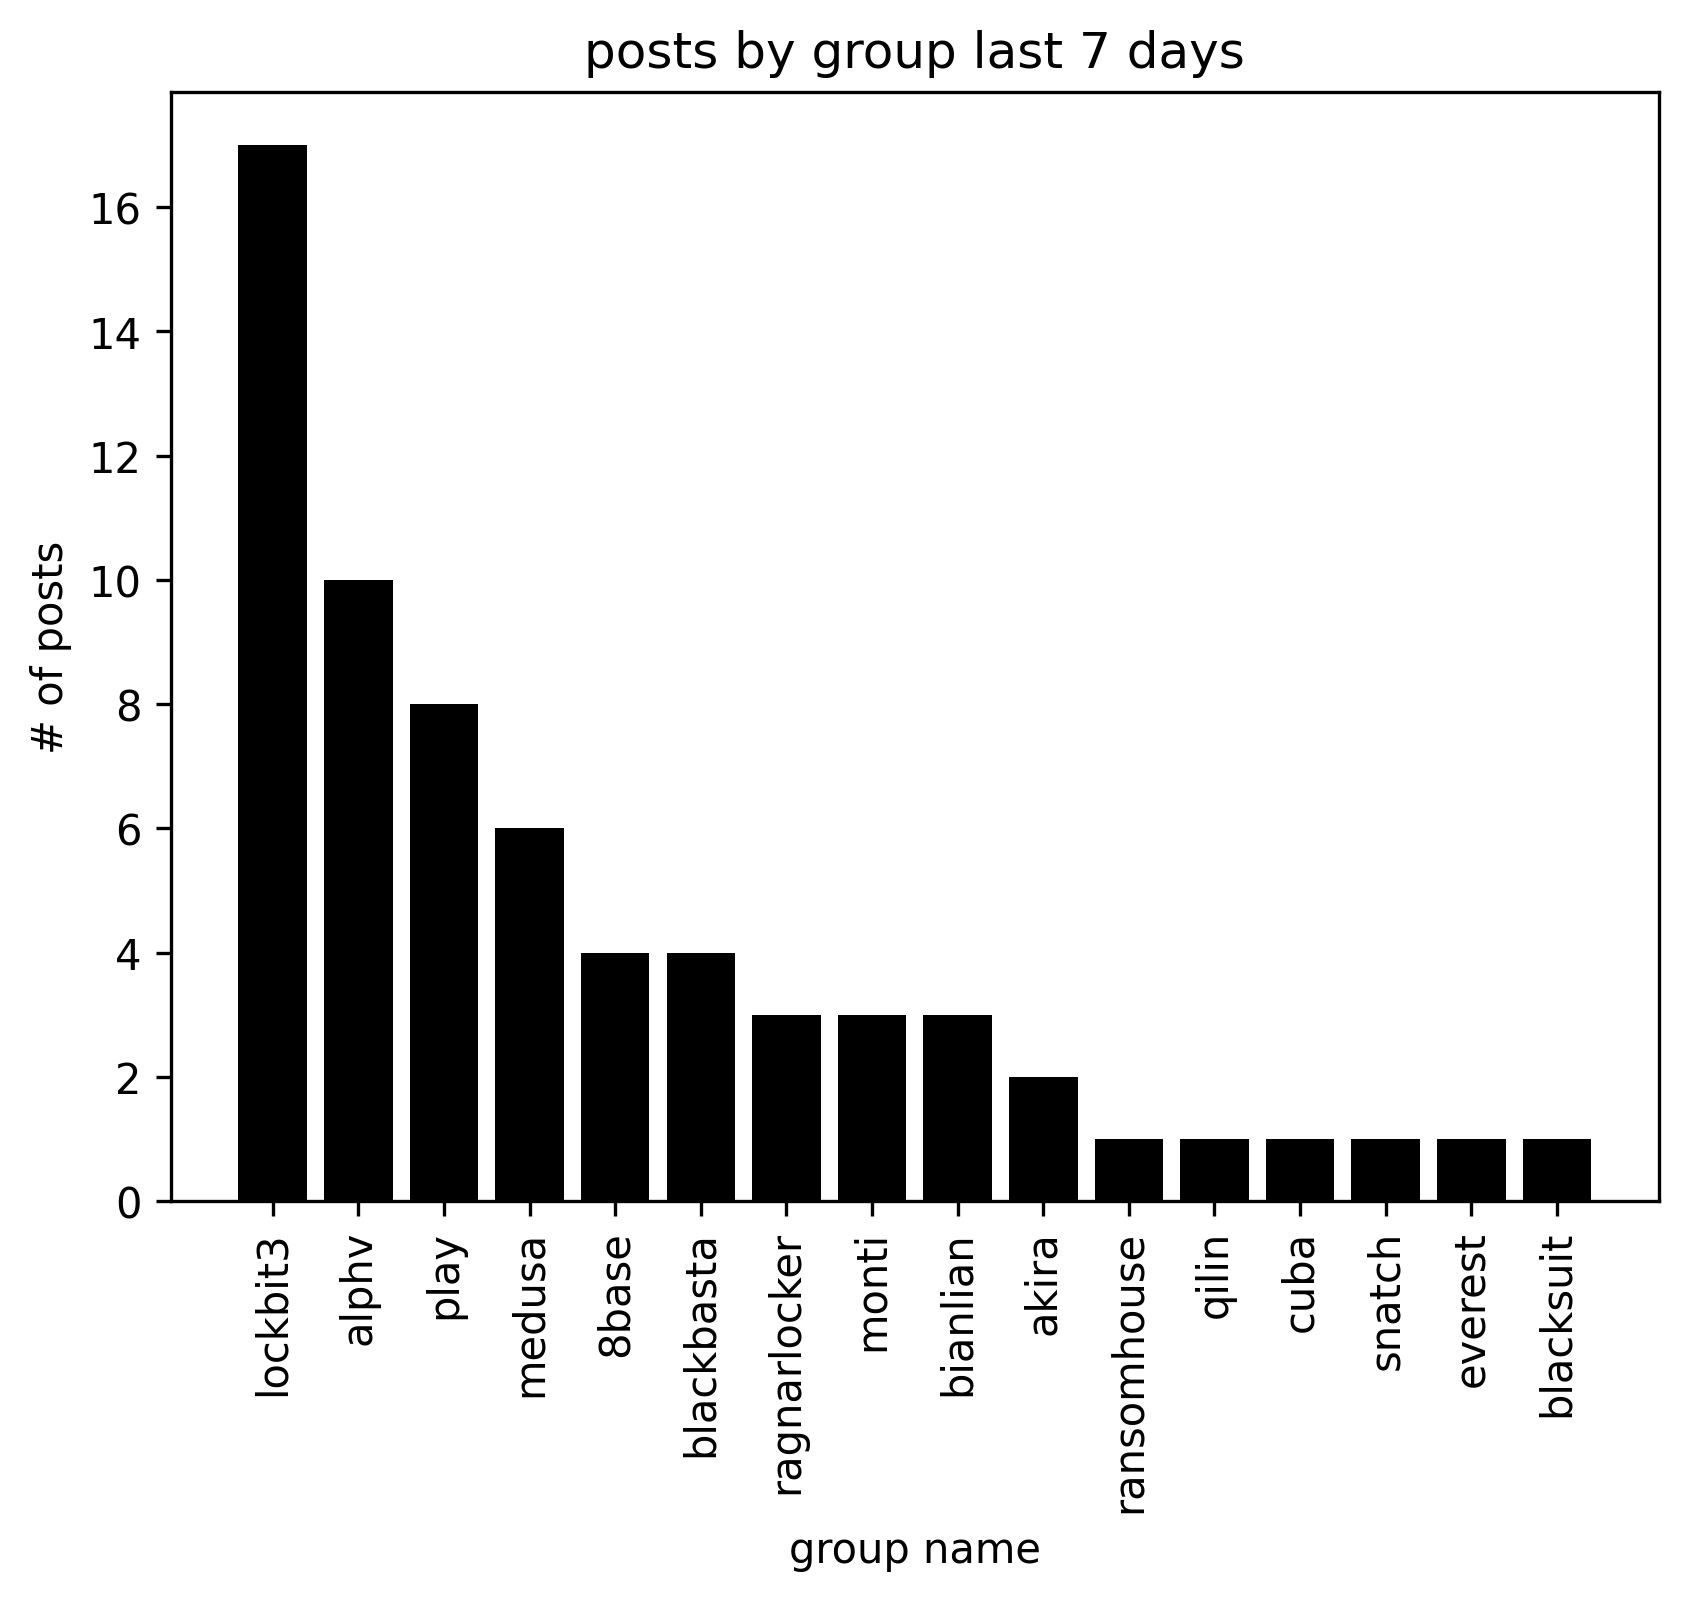 posts by group last 7 days
# of posts
16
14
12
10
8
6
4
2
0
lockbit3
alphv
play
medusa
8base
blackbasta
ragnarlocker
monti
bianlian
akira
ransomhouse
qilin
cuba
snatch
everest
blacksuit
group name